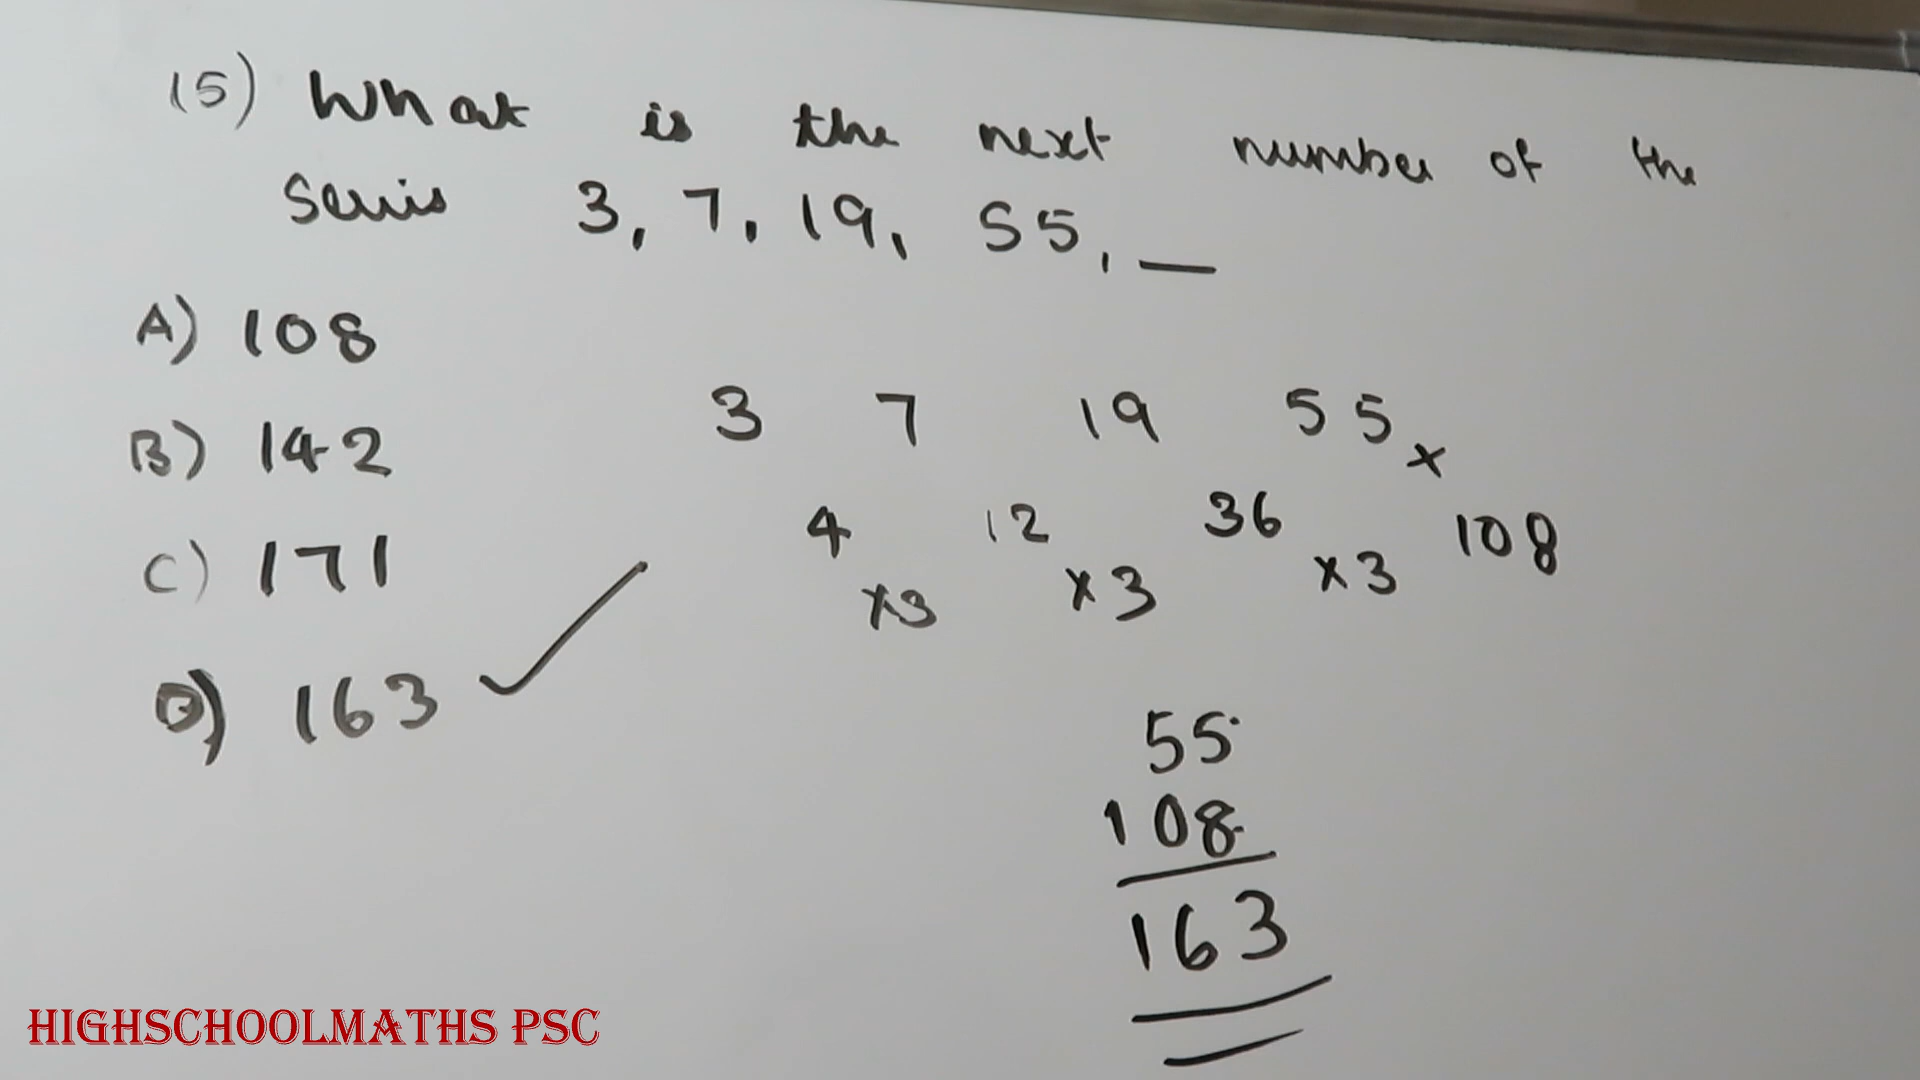 15) What is the next number of the
Series 3, 7, 19, 55, __
A) 108
B) 142
C) 171
D) 163 ✓
3 7 19 55 x
4 12 36 108
x3 x3 x3
55
108
163
HIGHSCHOOLMATHS PSC